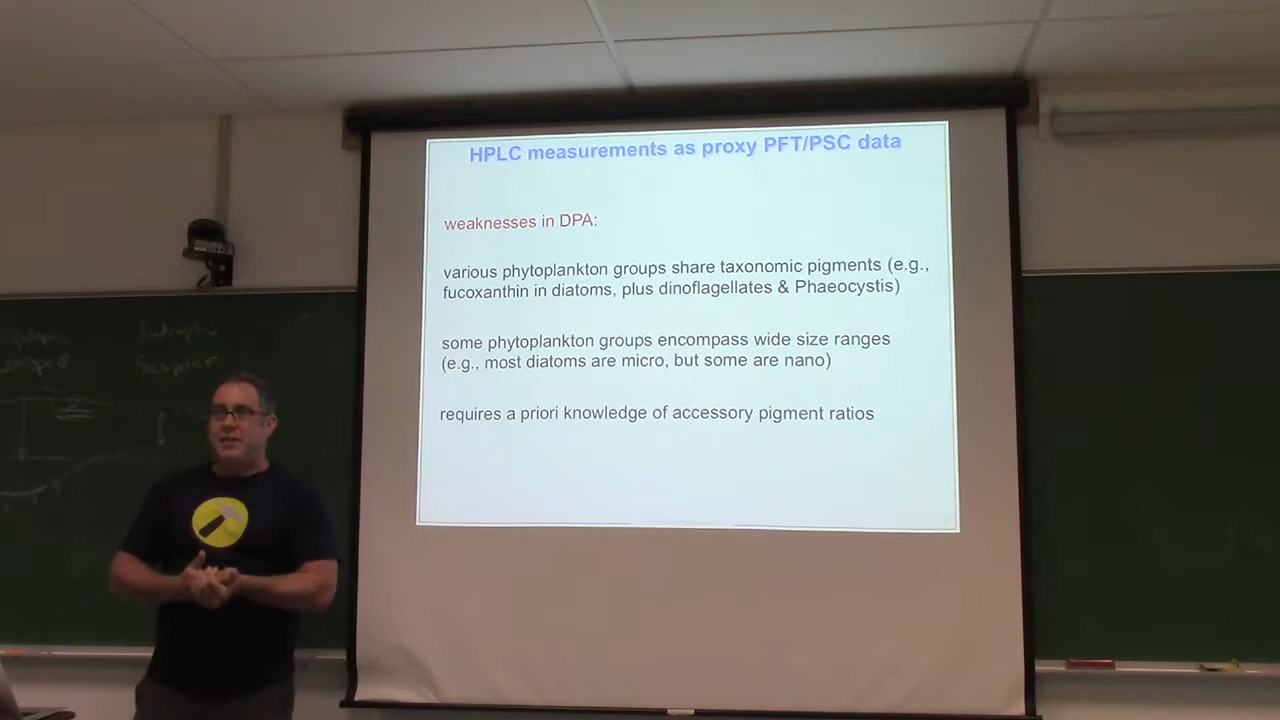 HPLC measurements as proxy PFT/PSC data
weaknesses in DPA:
various phytoplankton groups share taxonomic pigments (e.g.,
fucoxanthin in diatoms, plus dinoflagellates & Phaeocystis)
some phytoplankton groups encompass wide size ranges
(e.g., most diatoms are micro, but some are nano)
requires a priori knowledge of accessory pigment ratios